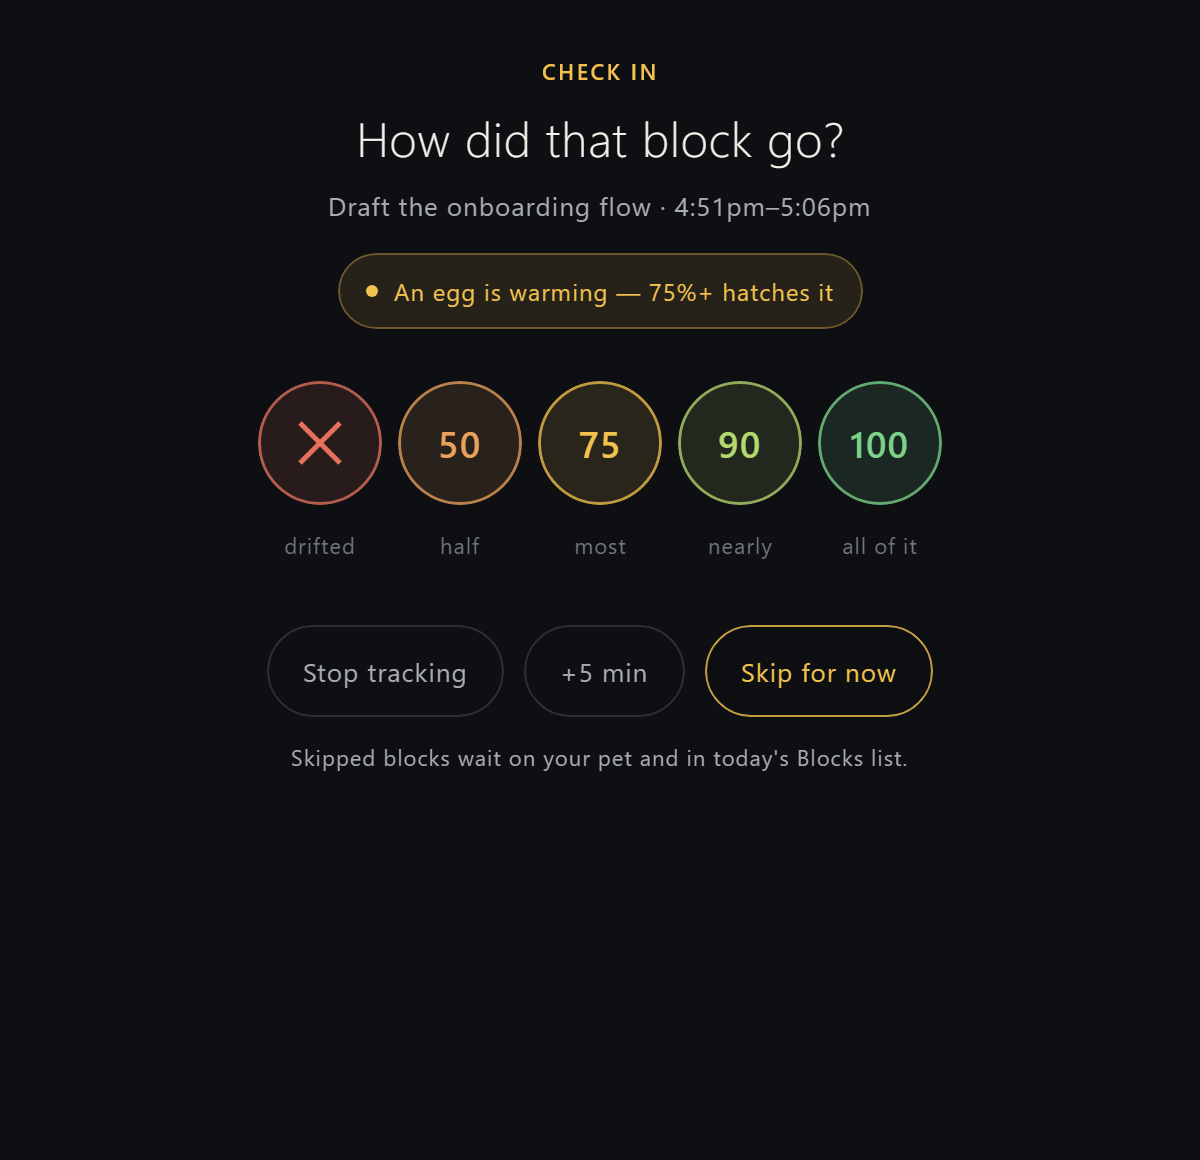 CHECK IN
How did that block go?
Draft the onboarding flow · 4:51pm–5:06pm
An egg is warming — 75%+ hatches it
50 75 90 100
drifted half most nearly all of it
Stop tracking +5 min Skip for now
Skipped blocks wait on your pet and in today's Blocks list.